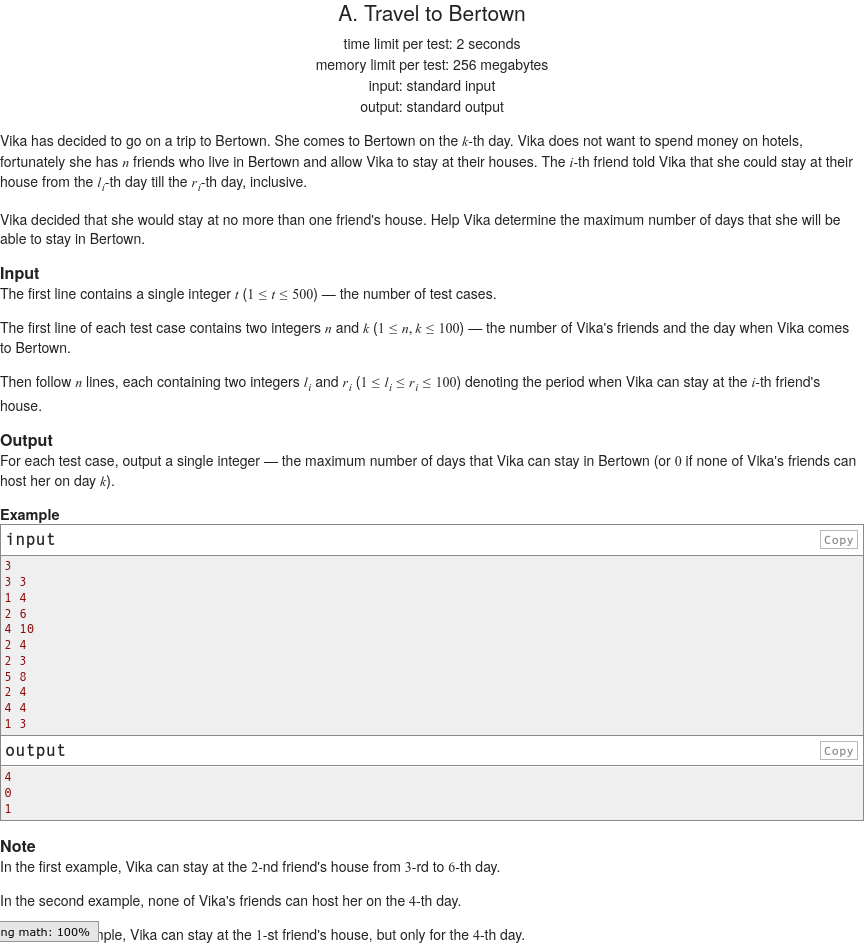 A. Travel to Bertown
time limit per test: 2 seconds
memory limit per test: 256 megabytes
input: standard input
output: standard output
Vika has decided to go on a trip to Bertown. She comes to Bertown on the k-th day. Vika does not want to spend money on hotels,
fortunately she has n friends who live in Bertown and allow Vika to stay at their houses. The i-th friend told Vika that she could stay at their
house from the l_i-th day till the r_i-th day, inclusive.
Vika decided that she would stay at no more than one friend's house. Help Vika determine the maximum number of days that she will be
able to stay in Bertown.
Input
The first line contains a single integer t (1 ≤ t ≤ 500) — the number of test cases.
The first line of each test case contains two integers n and k (1 ≤ n, k ≤ 100) — the number of Vika's friends and the day when Vika comes
to Bertown.
Then follow n lines, each containing two integers l_i and r_i (1 ≤ l_i ≤ r_i ≤ 100) denoting the period when Vika can stay at the i-th friend's
house.
Output
For each test case, output a single integer — the maximum number of days that Vika can stay in Bertown (or 0 if none of Vika's friends can
host her on day k).
Example
input Copy
3
3 3
1 4
2 6
4 10
2 4
2 3
5 8
2 4
4 4
1 3
output Copy
4
0
1
Note
In the first example, Vika can stay at the 2-nd friend's house from 3-rd to 6-th day.
In the second example, none of Vika's friends can host her on the 4-th day.
ng math: 100% nple, Vika can stay at the 1-st friend's house, but only for the 4-th day.